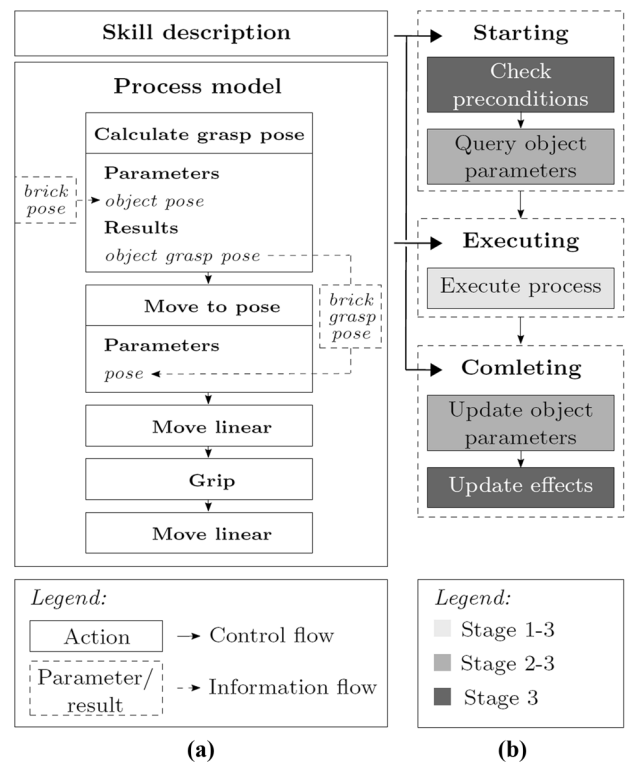 Skill description
Process model
Calculate grasp pose
Parameters
object pose
Results
object grasp pose
brick
pose
brick
grasp
pose
Move to pose
Parameters
pose
Move linear
Grip
Move linear
Legend:
Action
Control flow
Parameter/
result
Information flow
(a)
Starting
Check
preconditions
Query object
parameters
Executing
Execute process
Comleting
Update object
parameters
Update effects
Legend:
Stage 1-3
Stage 2-3
Stage 3
(b)